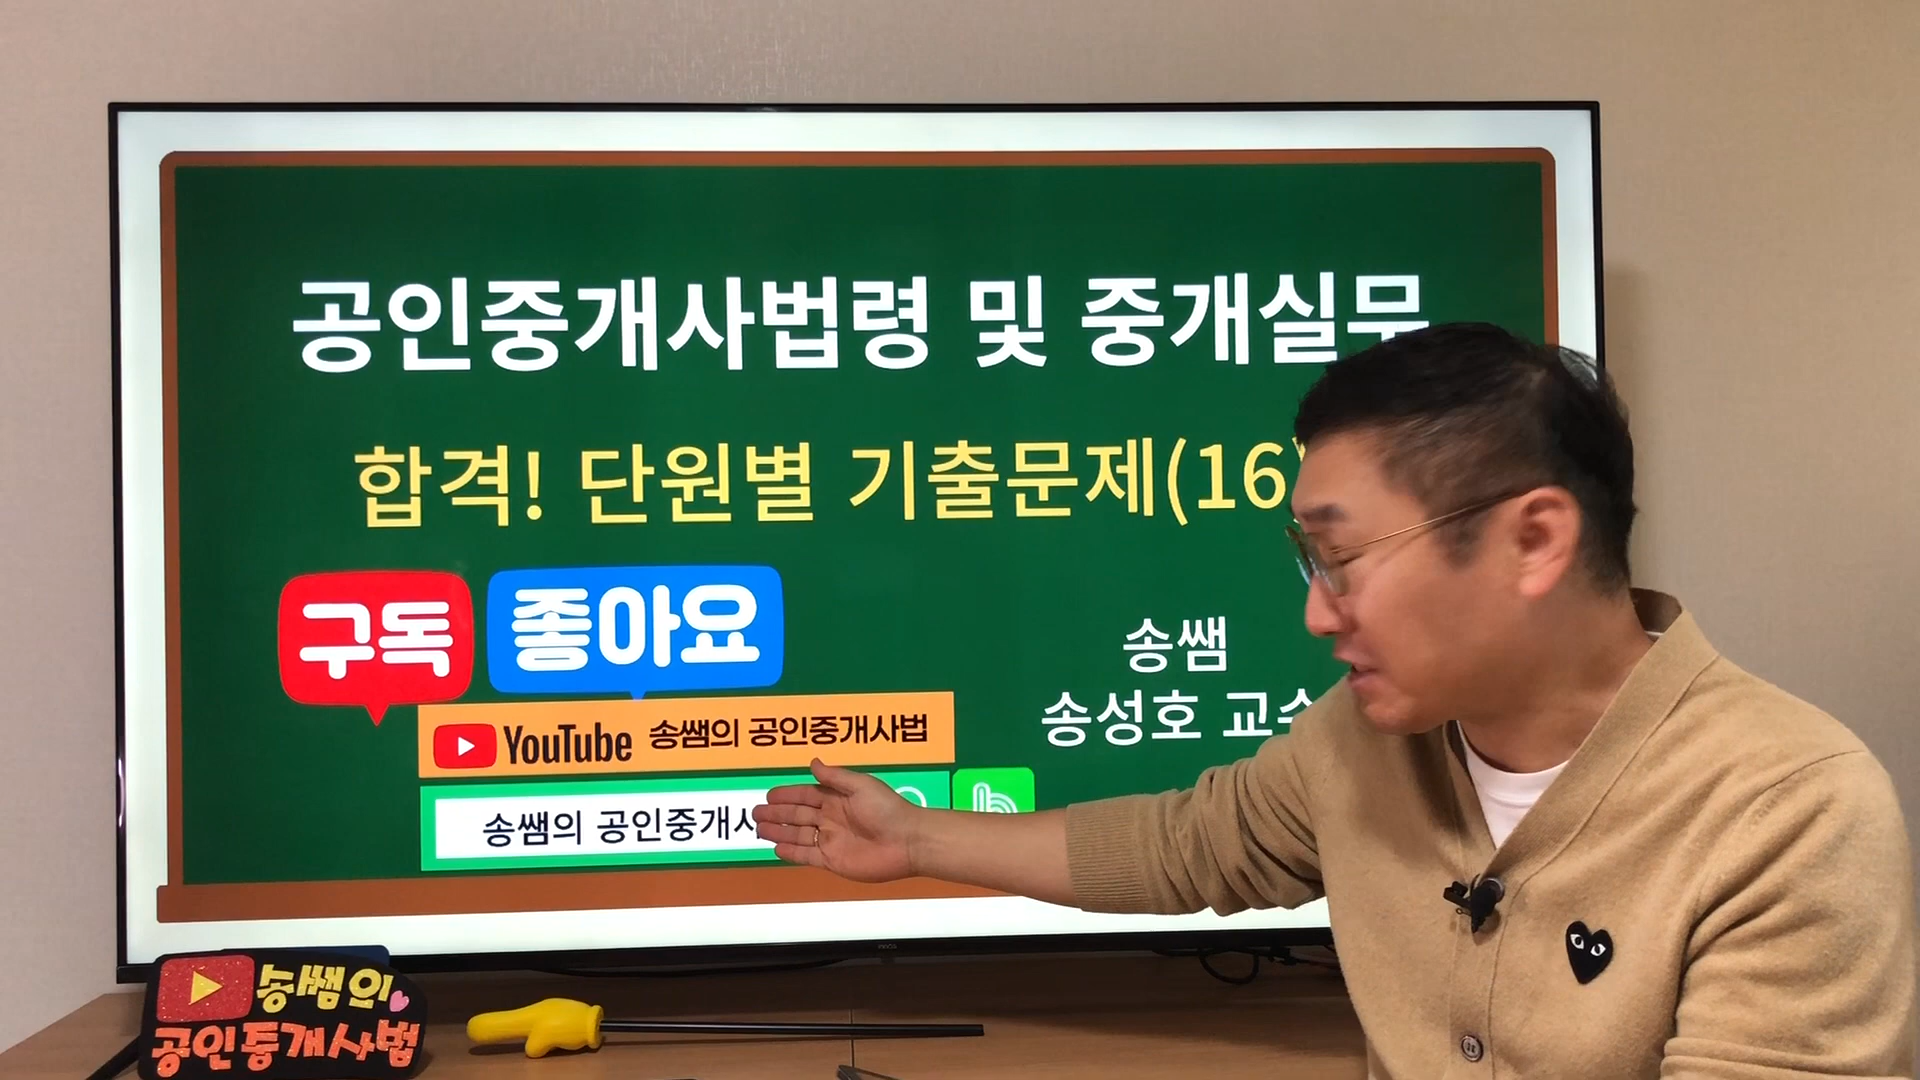 공인중개사법령 및 중개실무
합격! 단원별 기출문제(16)
구독
좋아요
송쌤
송성호 교수
YouTube 송쌤의 공인중개사법
송쌤의 공인중개사
송쌤의
공인중개사법